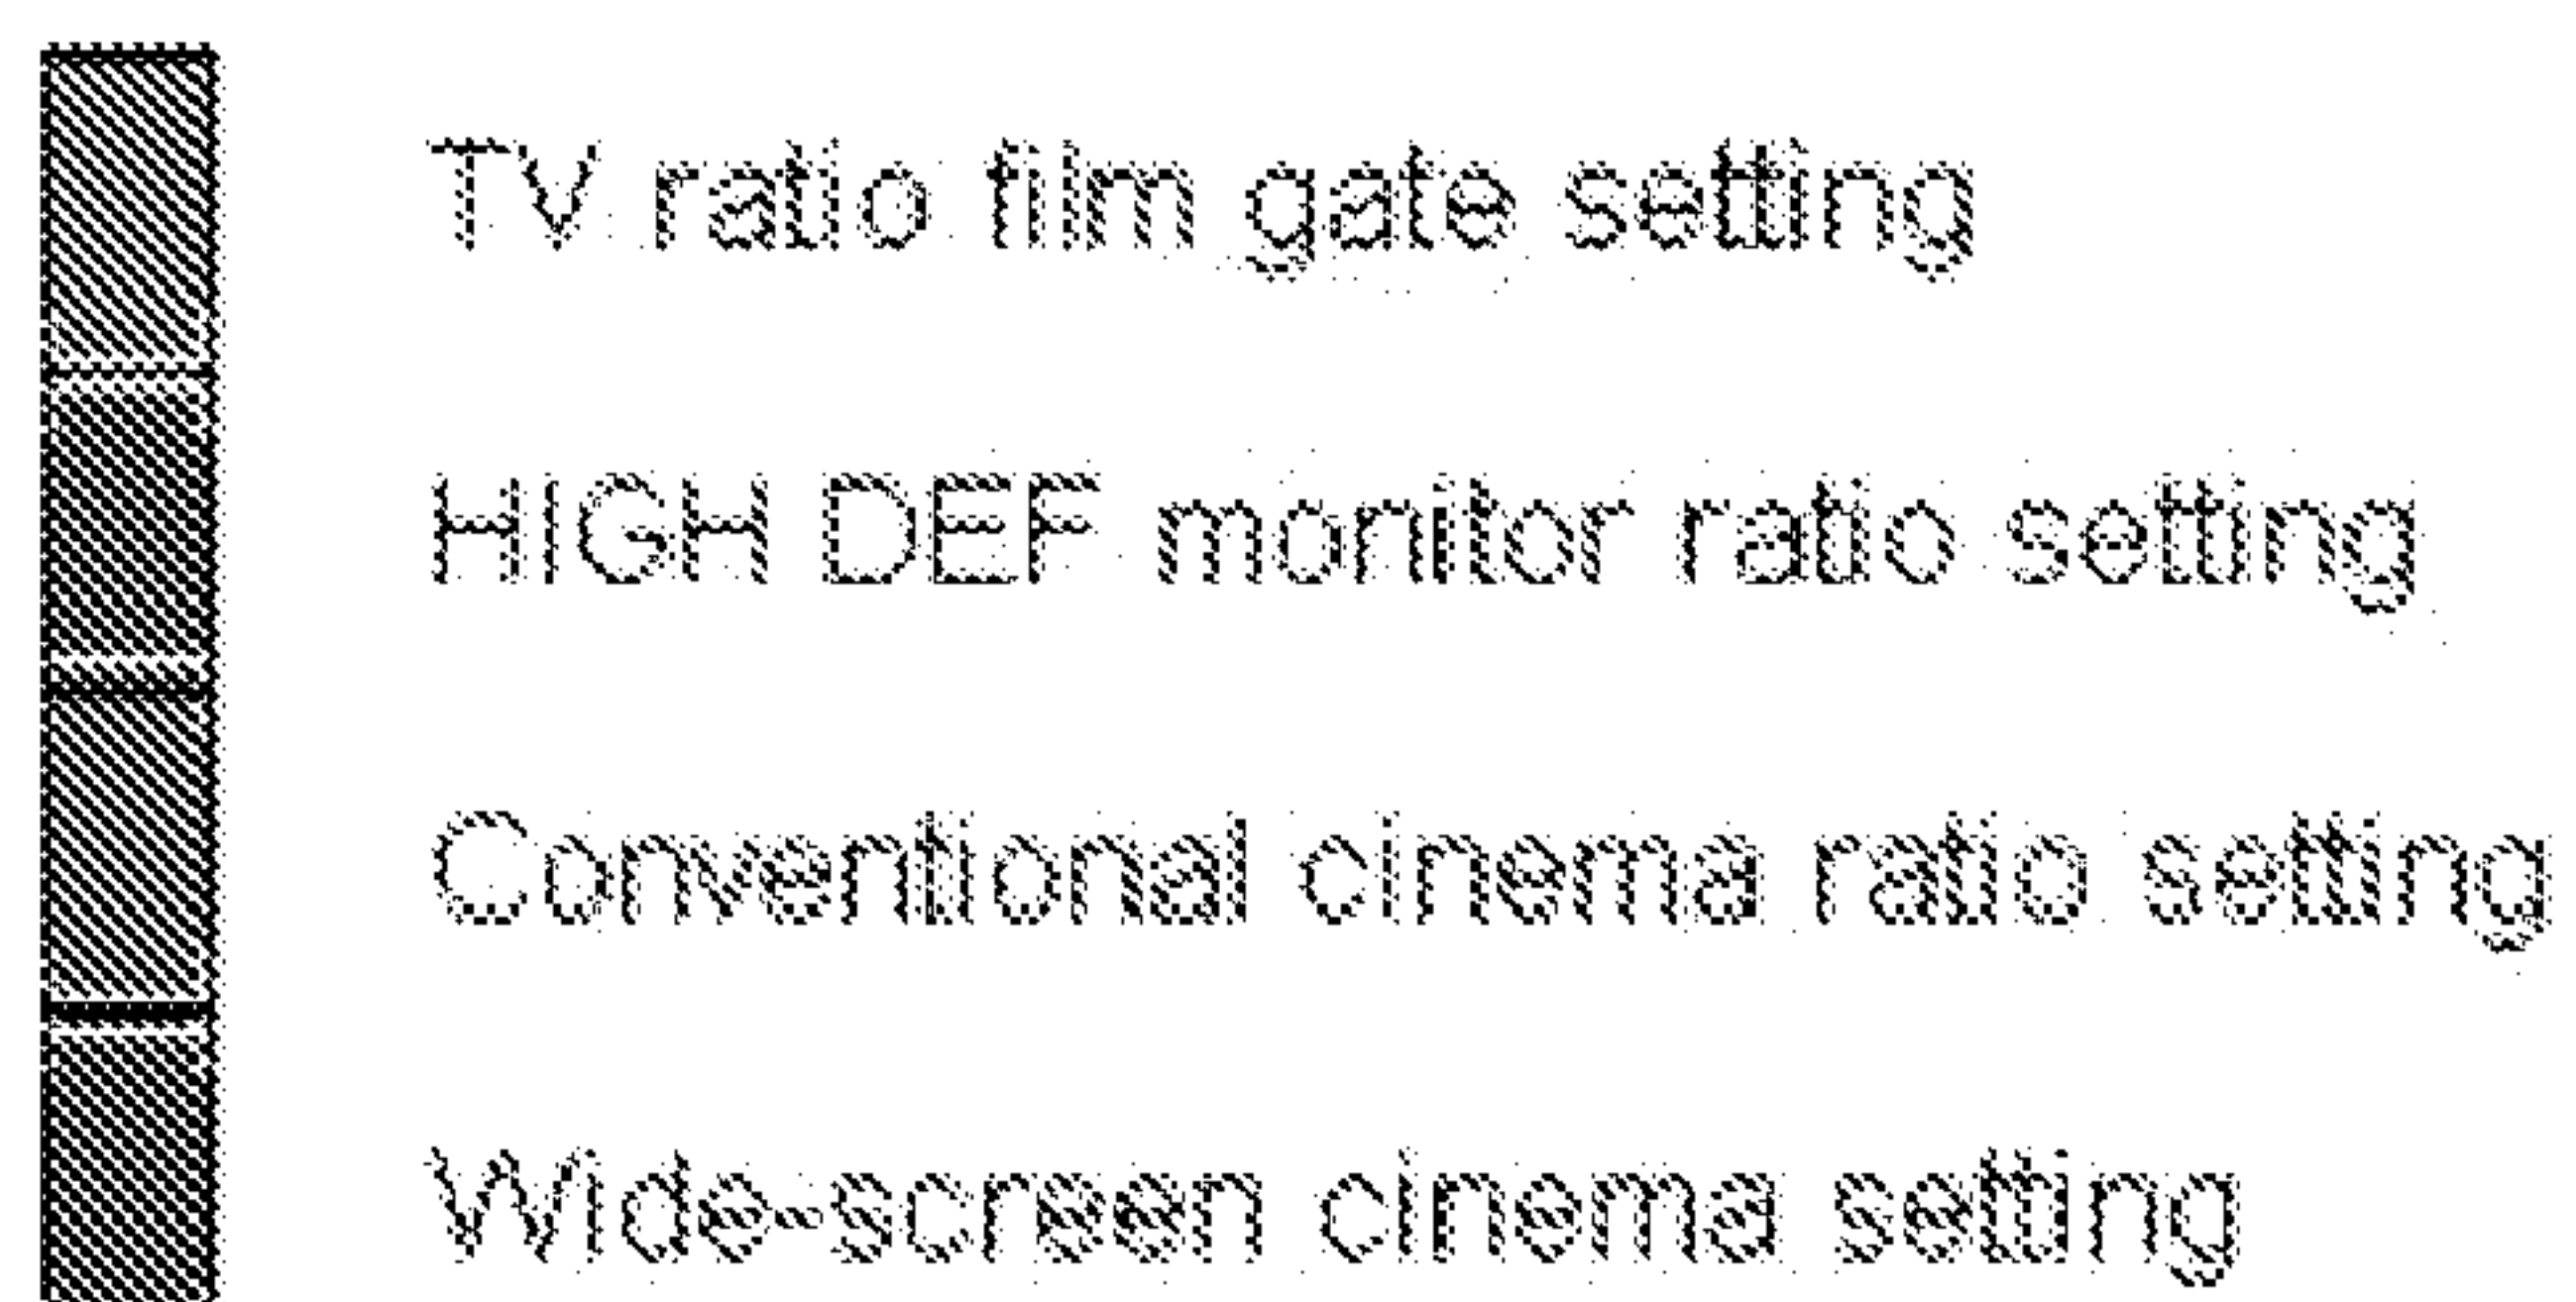 TV ratio film gate setting
HIGH DEF monitor ratio setting
Conventional cinema ratio setting
Wide-screen cinema setting